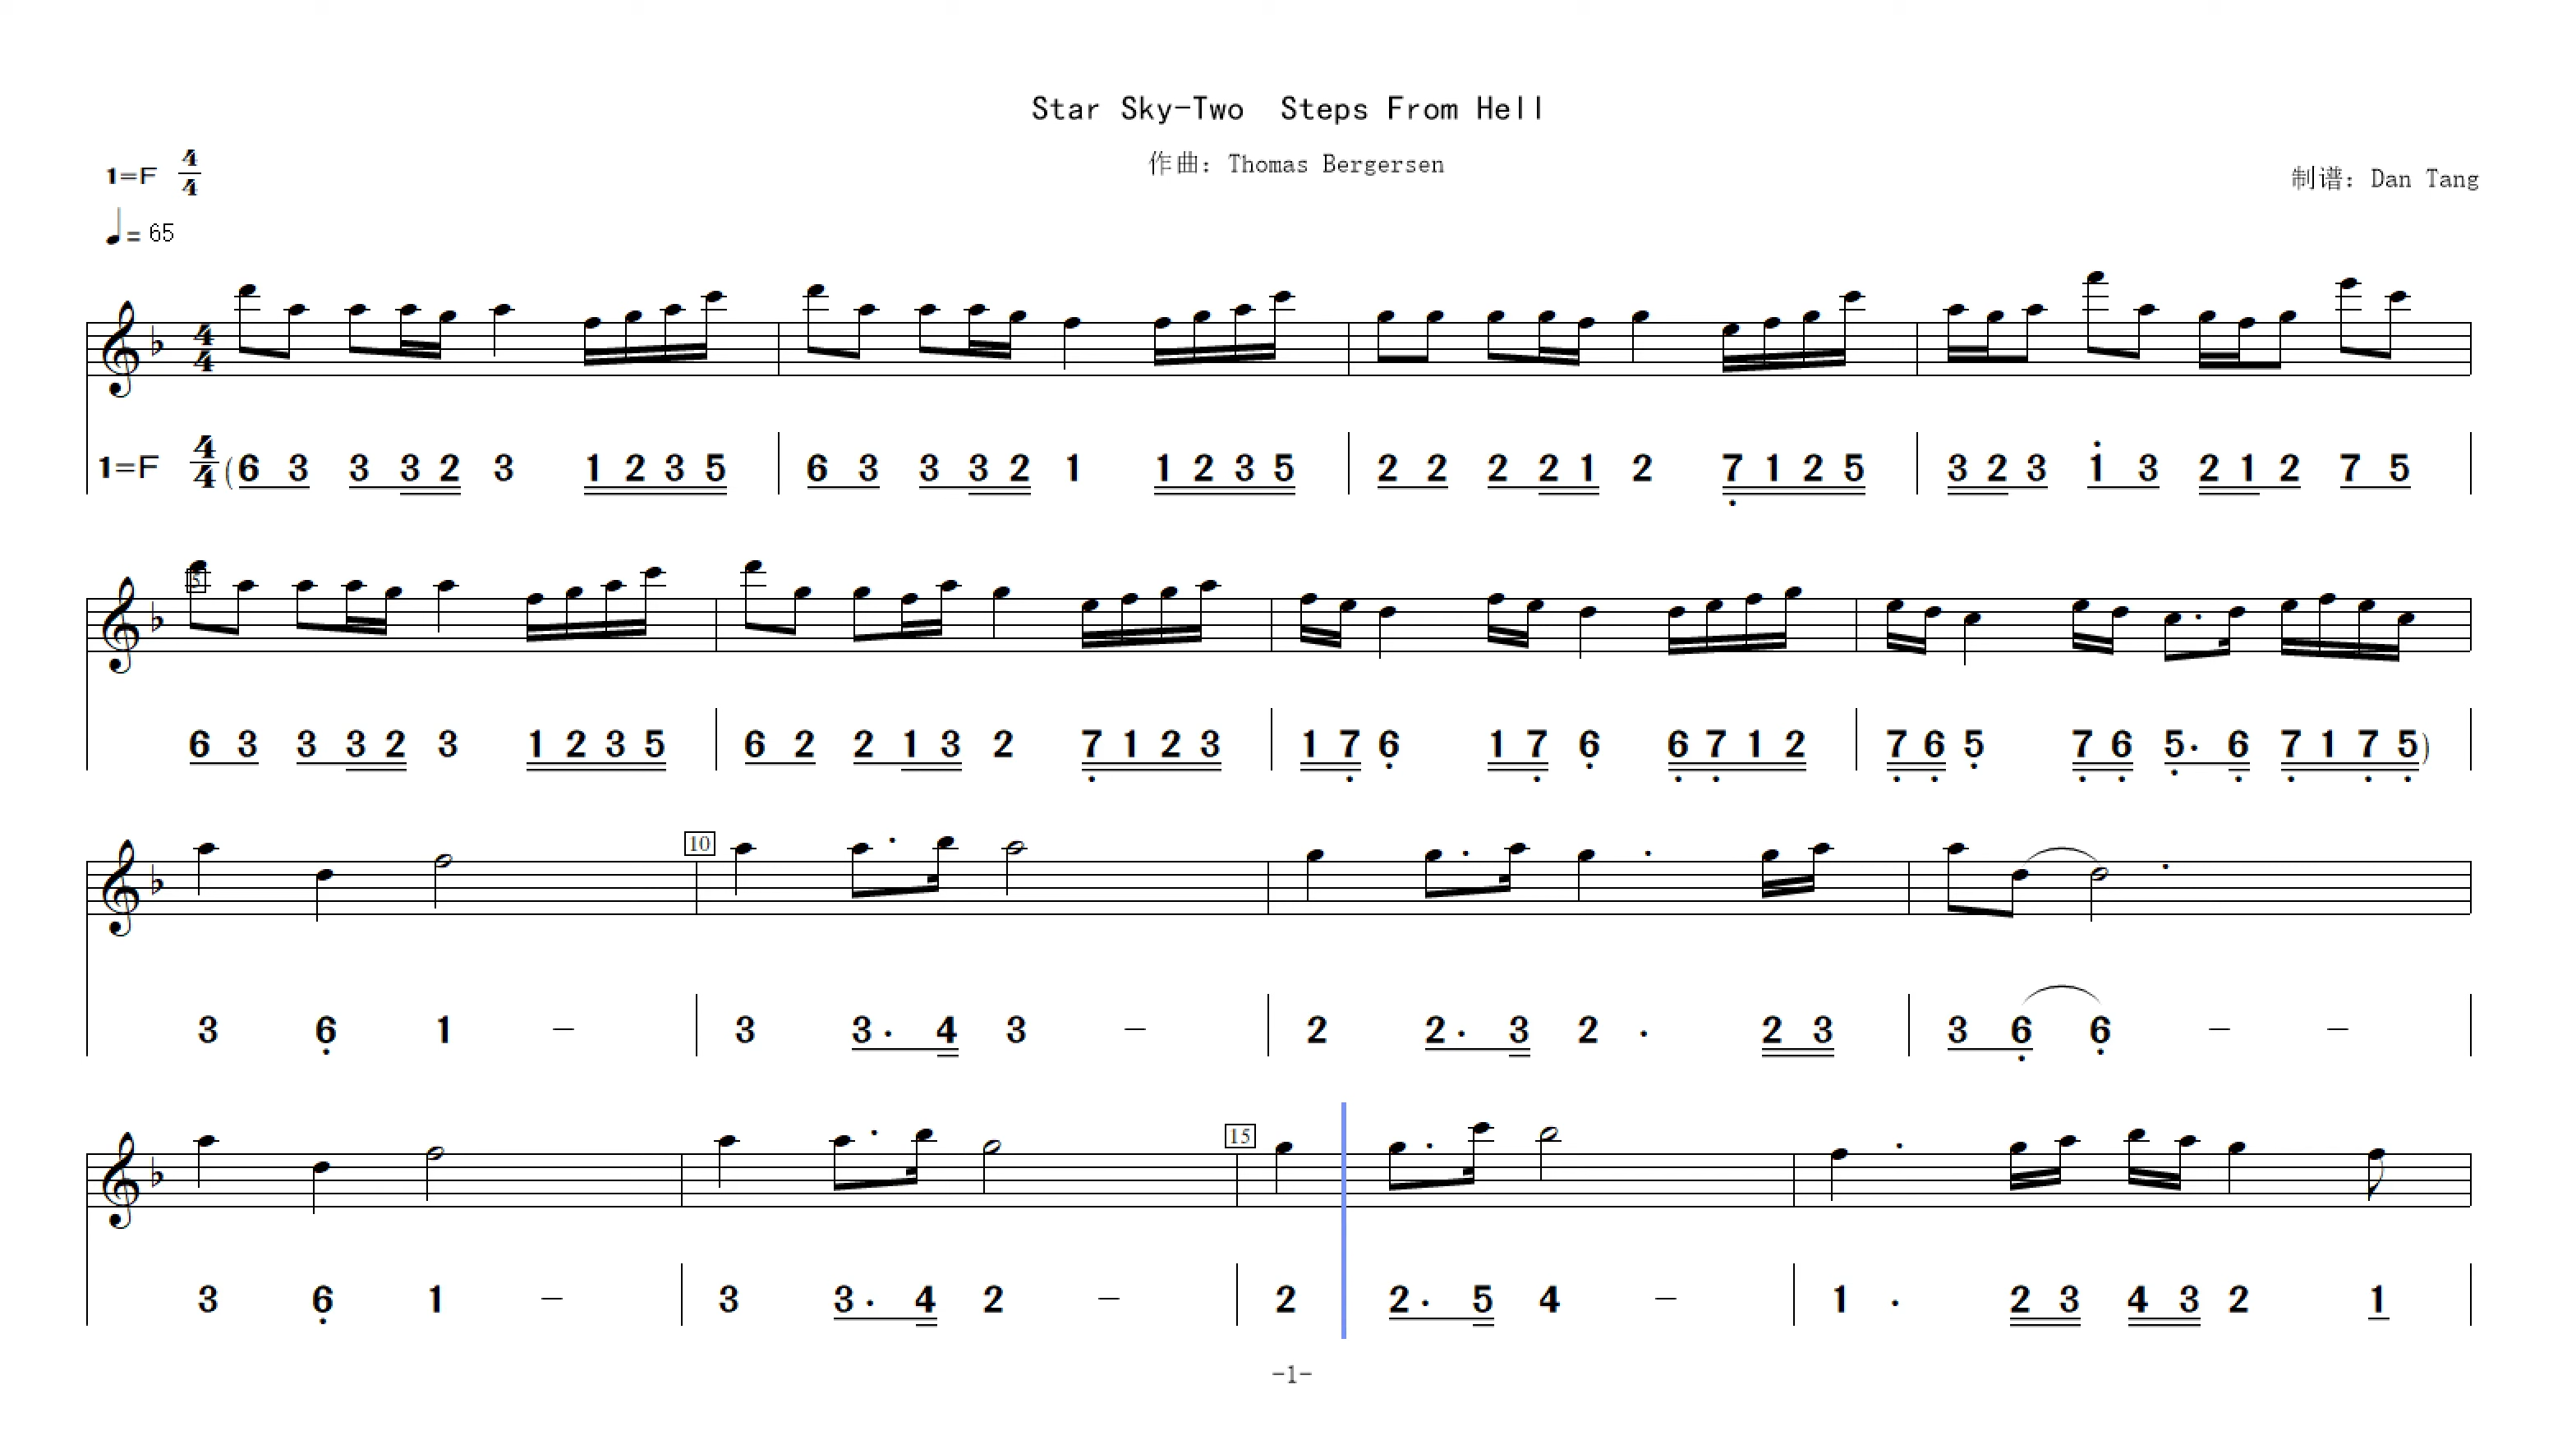 Star Sky-Two Steps From Hell
作曲：Thomas Bergersen
1=F 4/4
制谱：Dan Tang
♩= 65
1=F 4/4 (6 3 3 3 2 3 1 2 3 5 | 6 3 3 3 2 1 1 2 3 5 | 2 2 2 2 1 2 7̣ 1 2 5 | 3 2 3 1̇ 3 2 1 2 7 5 |
5
6 3 3 3 2 3 1 2 3 5 | 6 2 2 1 3 2 7̣ 1 2 3 | 1 7̣ 6̣ 1 7̣ 6̣ 6̣ 7̣ 1 2 | 7̣ 6̣ 5̣ 7̣ 6̣ 5̣· 6̣ 7̣ 1 7̣ 5̣) |
10
3 6̣ 1 – | 3 3· 4 3 – | 2 2· 3 2 · 2 3 | 3 6̣ 6̣ – – |
15
3 6̣ 1 – | 3 3· 4 2 – | 2 2· 5 4 – | 1 · 2 3 4 3 2 1 |
-1-